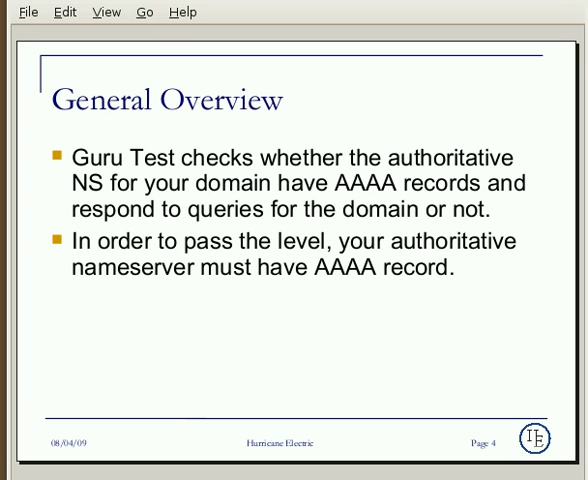 File Edit View Go Help
General Overview
Guru Test checks whether the authoritative
NS for your domain have AAAA records and
respond to queries for the domain or not.
In order to pass the level, your authoritative
nameserver must have AAAA record.
08/04/09 Hurricane Electric Page 4 HE